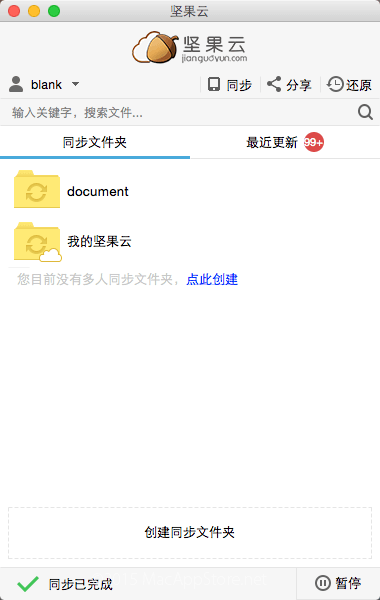 坚果云
坚果云
jianguoyun.com
blank 同步 分享 还原
输入关键字，搜索文件...
同步文件夹 最近更新 99+
document
我的坚果云
您目前没有多人同步文件夹，点此创建
创建同步文件夹
同步已完成 暂停